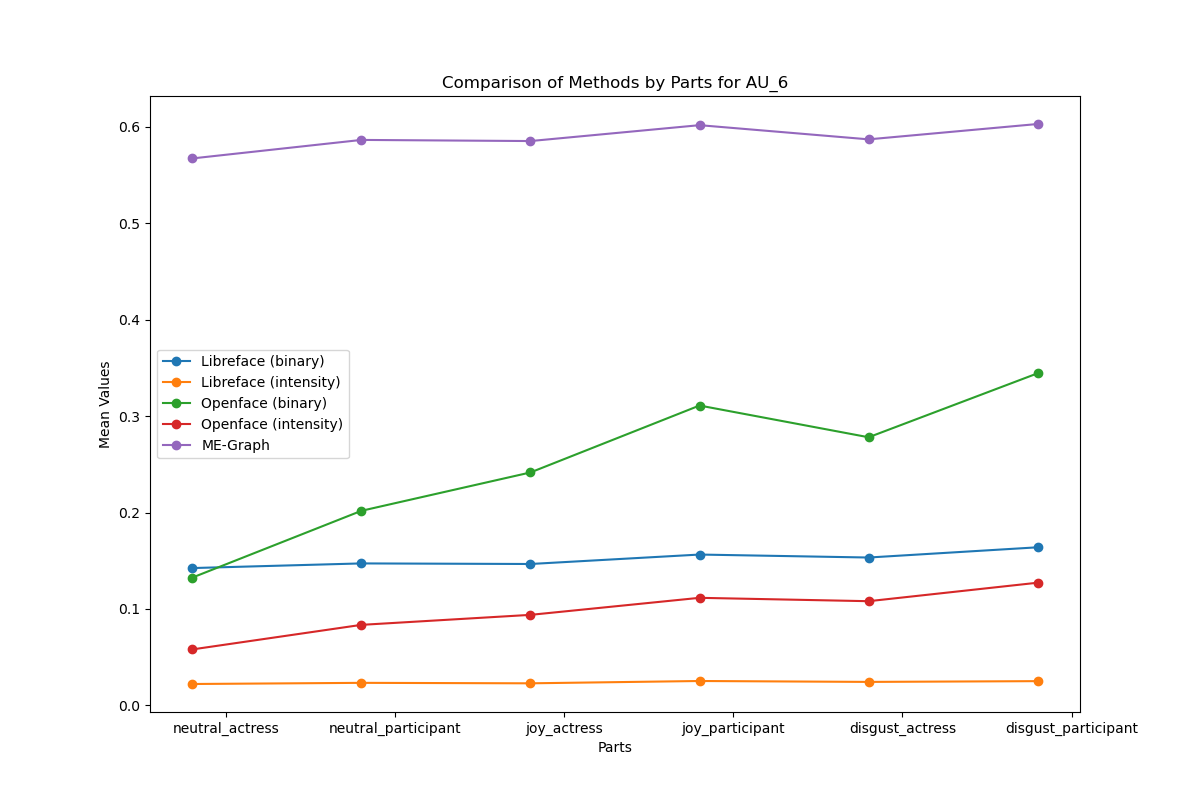 Comparison of Methods by Parts for AU_6
Mean Values
0.6
0.5
0.4
0.3
0.2
0.1
0.0
Libreface (binary)
Libreface (intensity)
Openface (binary)
Openface (intensity)
ME-Graph
neutral_actress neutral_participant joy_actress joy_participant disgust_actress disgust_participant
Parts